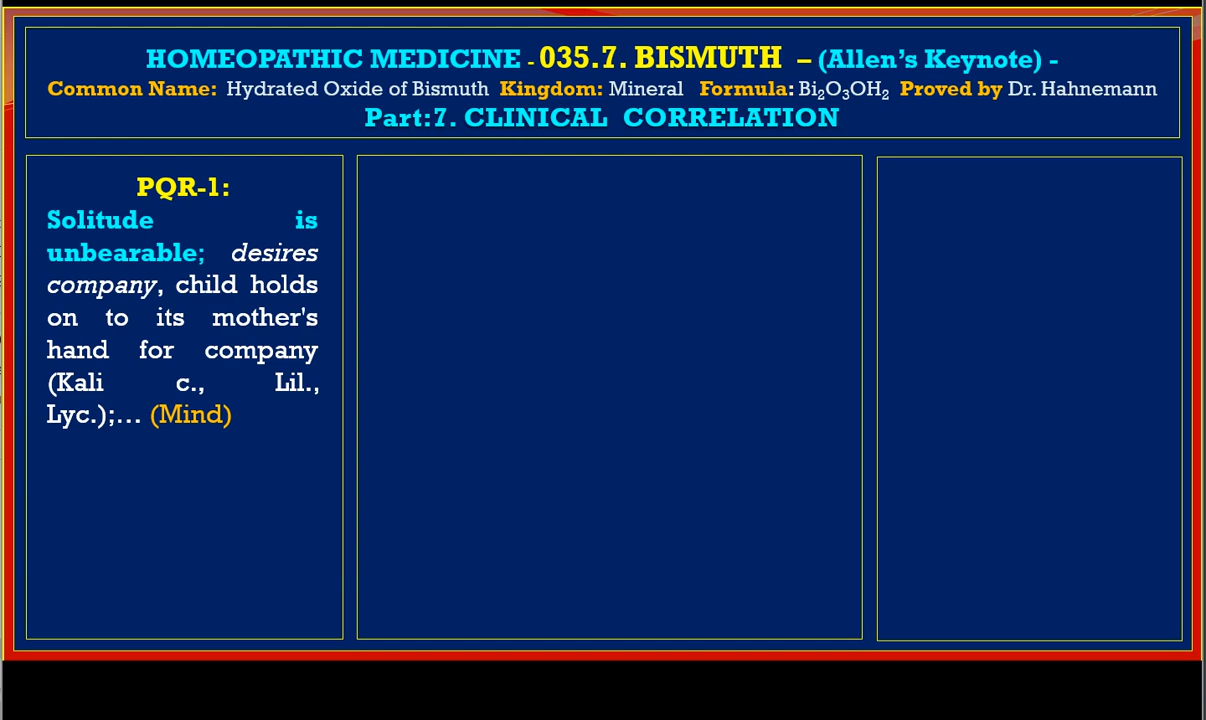 HOMEOPATHIC MEDICINE - 035.7. BISMUTH – (Allen’s Keynote) -
Common Name: Hydrated Oxide of Bismuth Kingdom: Mineral Formula: Bi₂O₃OH₂ Proved by Dr. Hahnemann
Part:7. CLINICAL CORRELATION
PQR-1:
Solitude is
unbearable; desires
company, child holds
on to its mother's
hand for company
(Kali c., Lil.,
Lyc.);… (Mind)